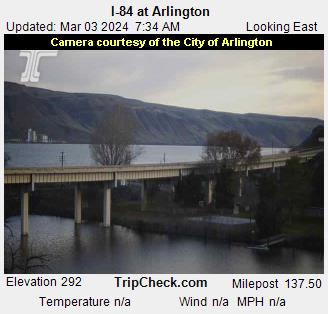 I-84 at Arlington
Updated: Mar 03 2024 7:34 AM Looking East
Camera courtesy of the City of Arlington
Elevation 292 TripCheck.com Milepost 137.50
Temperature n/a Wind n/a MPH n/a